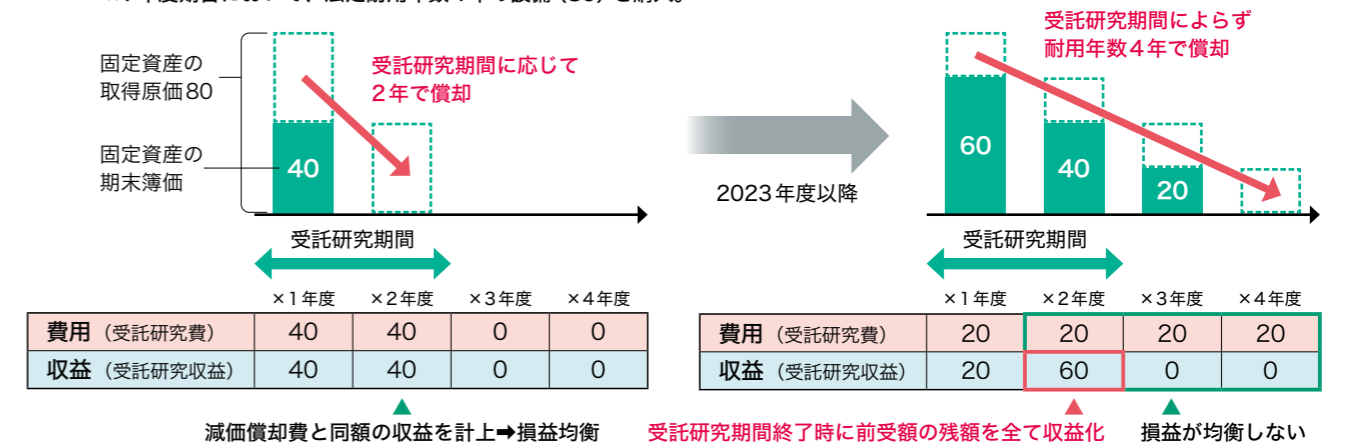 固定資産の
取得原価80
固定資産の
期末簿価
40
受託研究期間に応じて
2年で償却
受託研究期間
×1年度 ×2年度 ×3年度 ×4年度
費用（受託研究費） 40 40 0 0
収益（受託研究収益） 40 40 0 0
減価償却費と同額の収益を計上➡損益均衡
2023年度以降
受託研究期間によらず
耐用年数4年で償却
60
40
20
受託研究期間
×1年度 ×2年度 ×3年度 ×4年度
費用（受託研究費） 20 20 20 20
収益（受託研究収益） 20 60 0 0
受託研究期間終了時に前受額の残額を全て収益化
損益が均衡しない